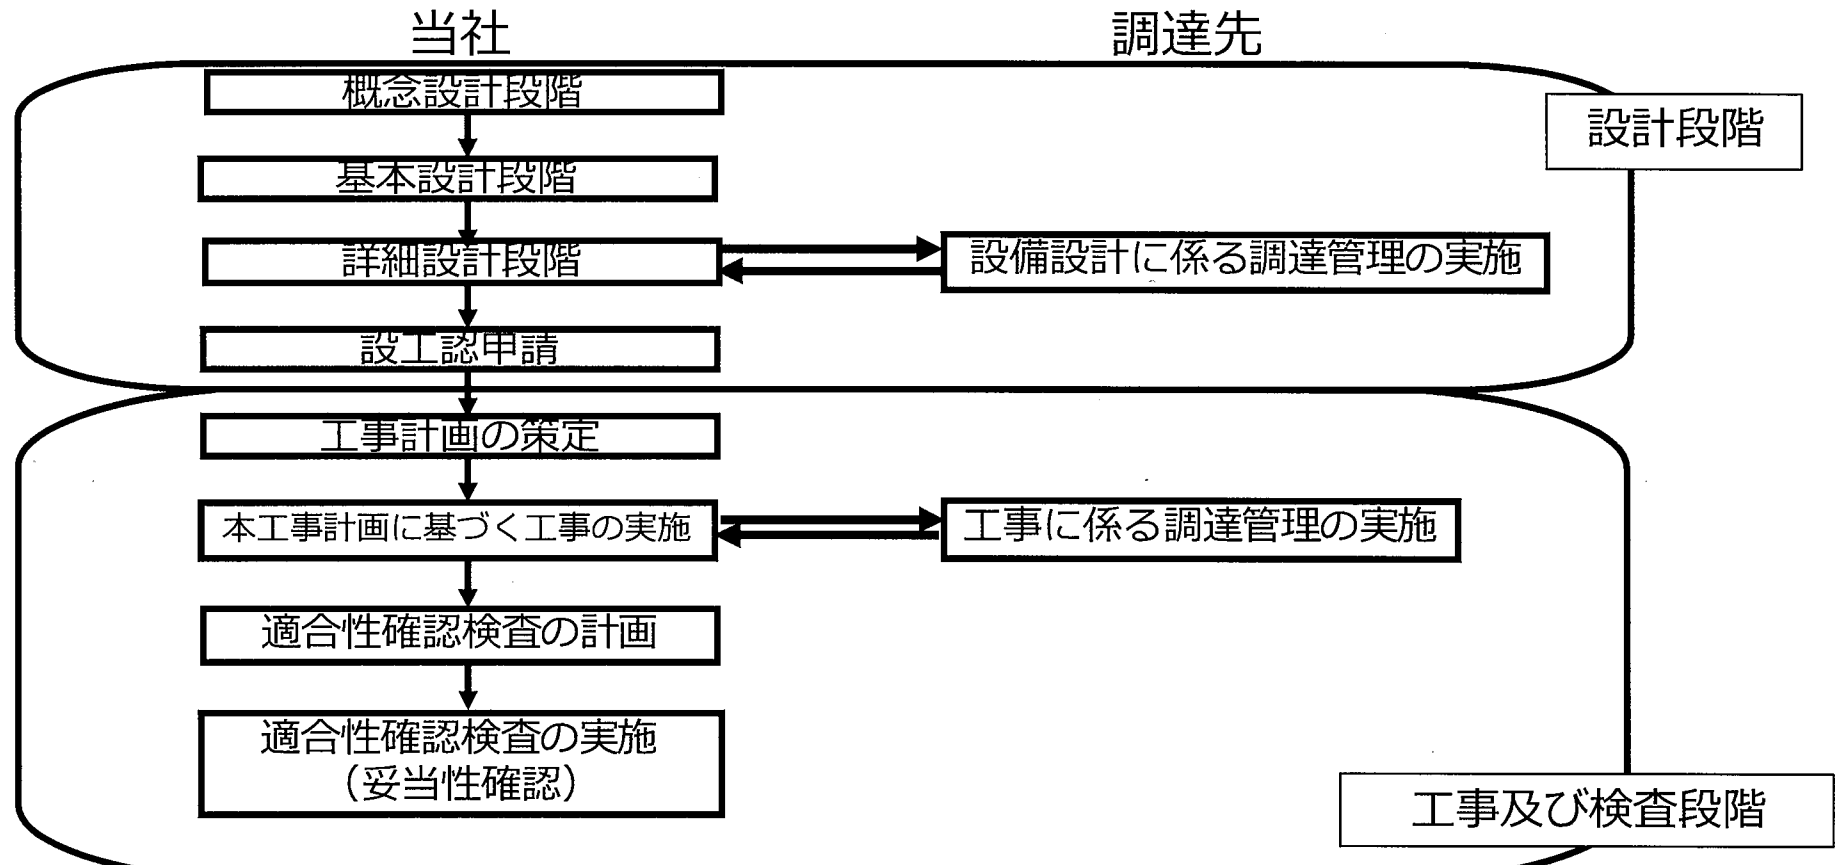 当社
調達先
概念設計段階
設計段階
基本設計段階
詳細設計段階
設備設計に係る調達管理の実施
設工認申請
工事計画の策定
本工事計画に基づく工事の実施
工事に係る調達管理の実施
適合性確認検査の計画
適合性確認検査の実施
（妥当性確認）
工事及び検査段階